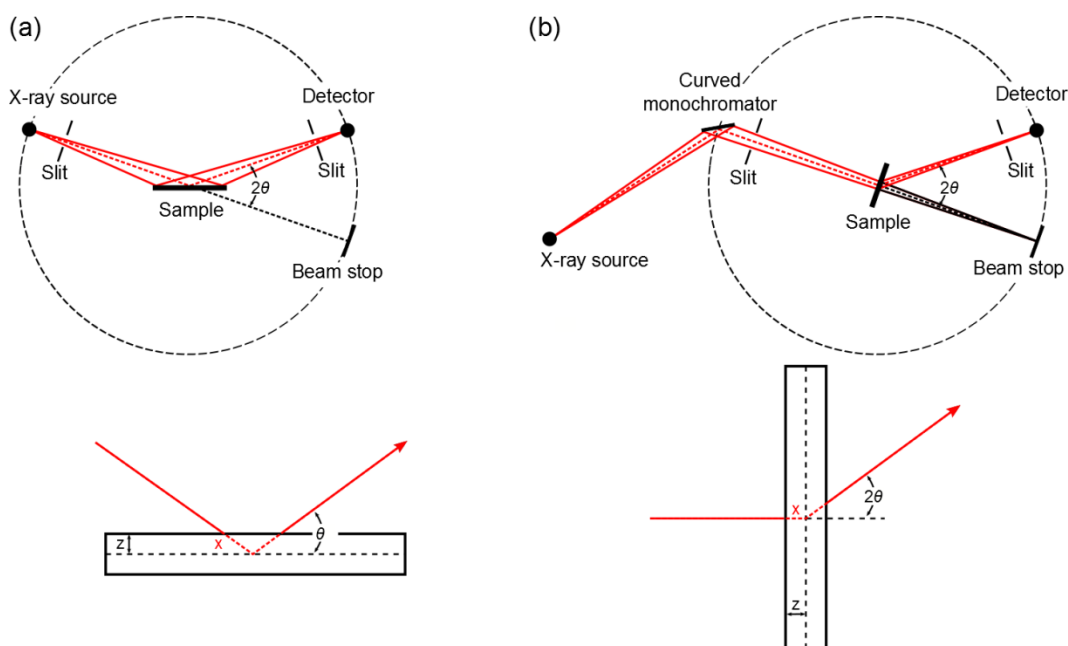 (a)
X-ray source
Detector
Slit
Slit
2θ
Sample
Beam stop
(b)
Curved
monochromator
Detector
Slit
Slit
2θ
Sample
X-ray source
Beam stop
z
x
θ
x
2θ
z